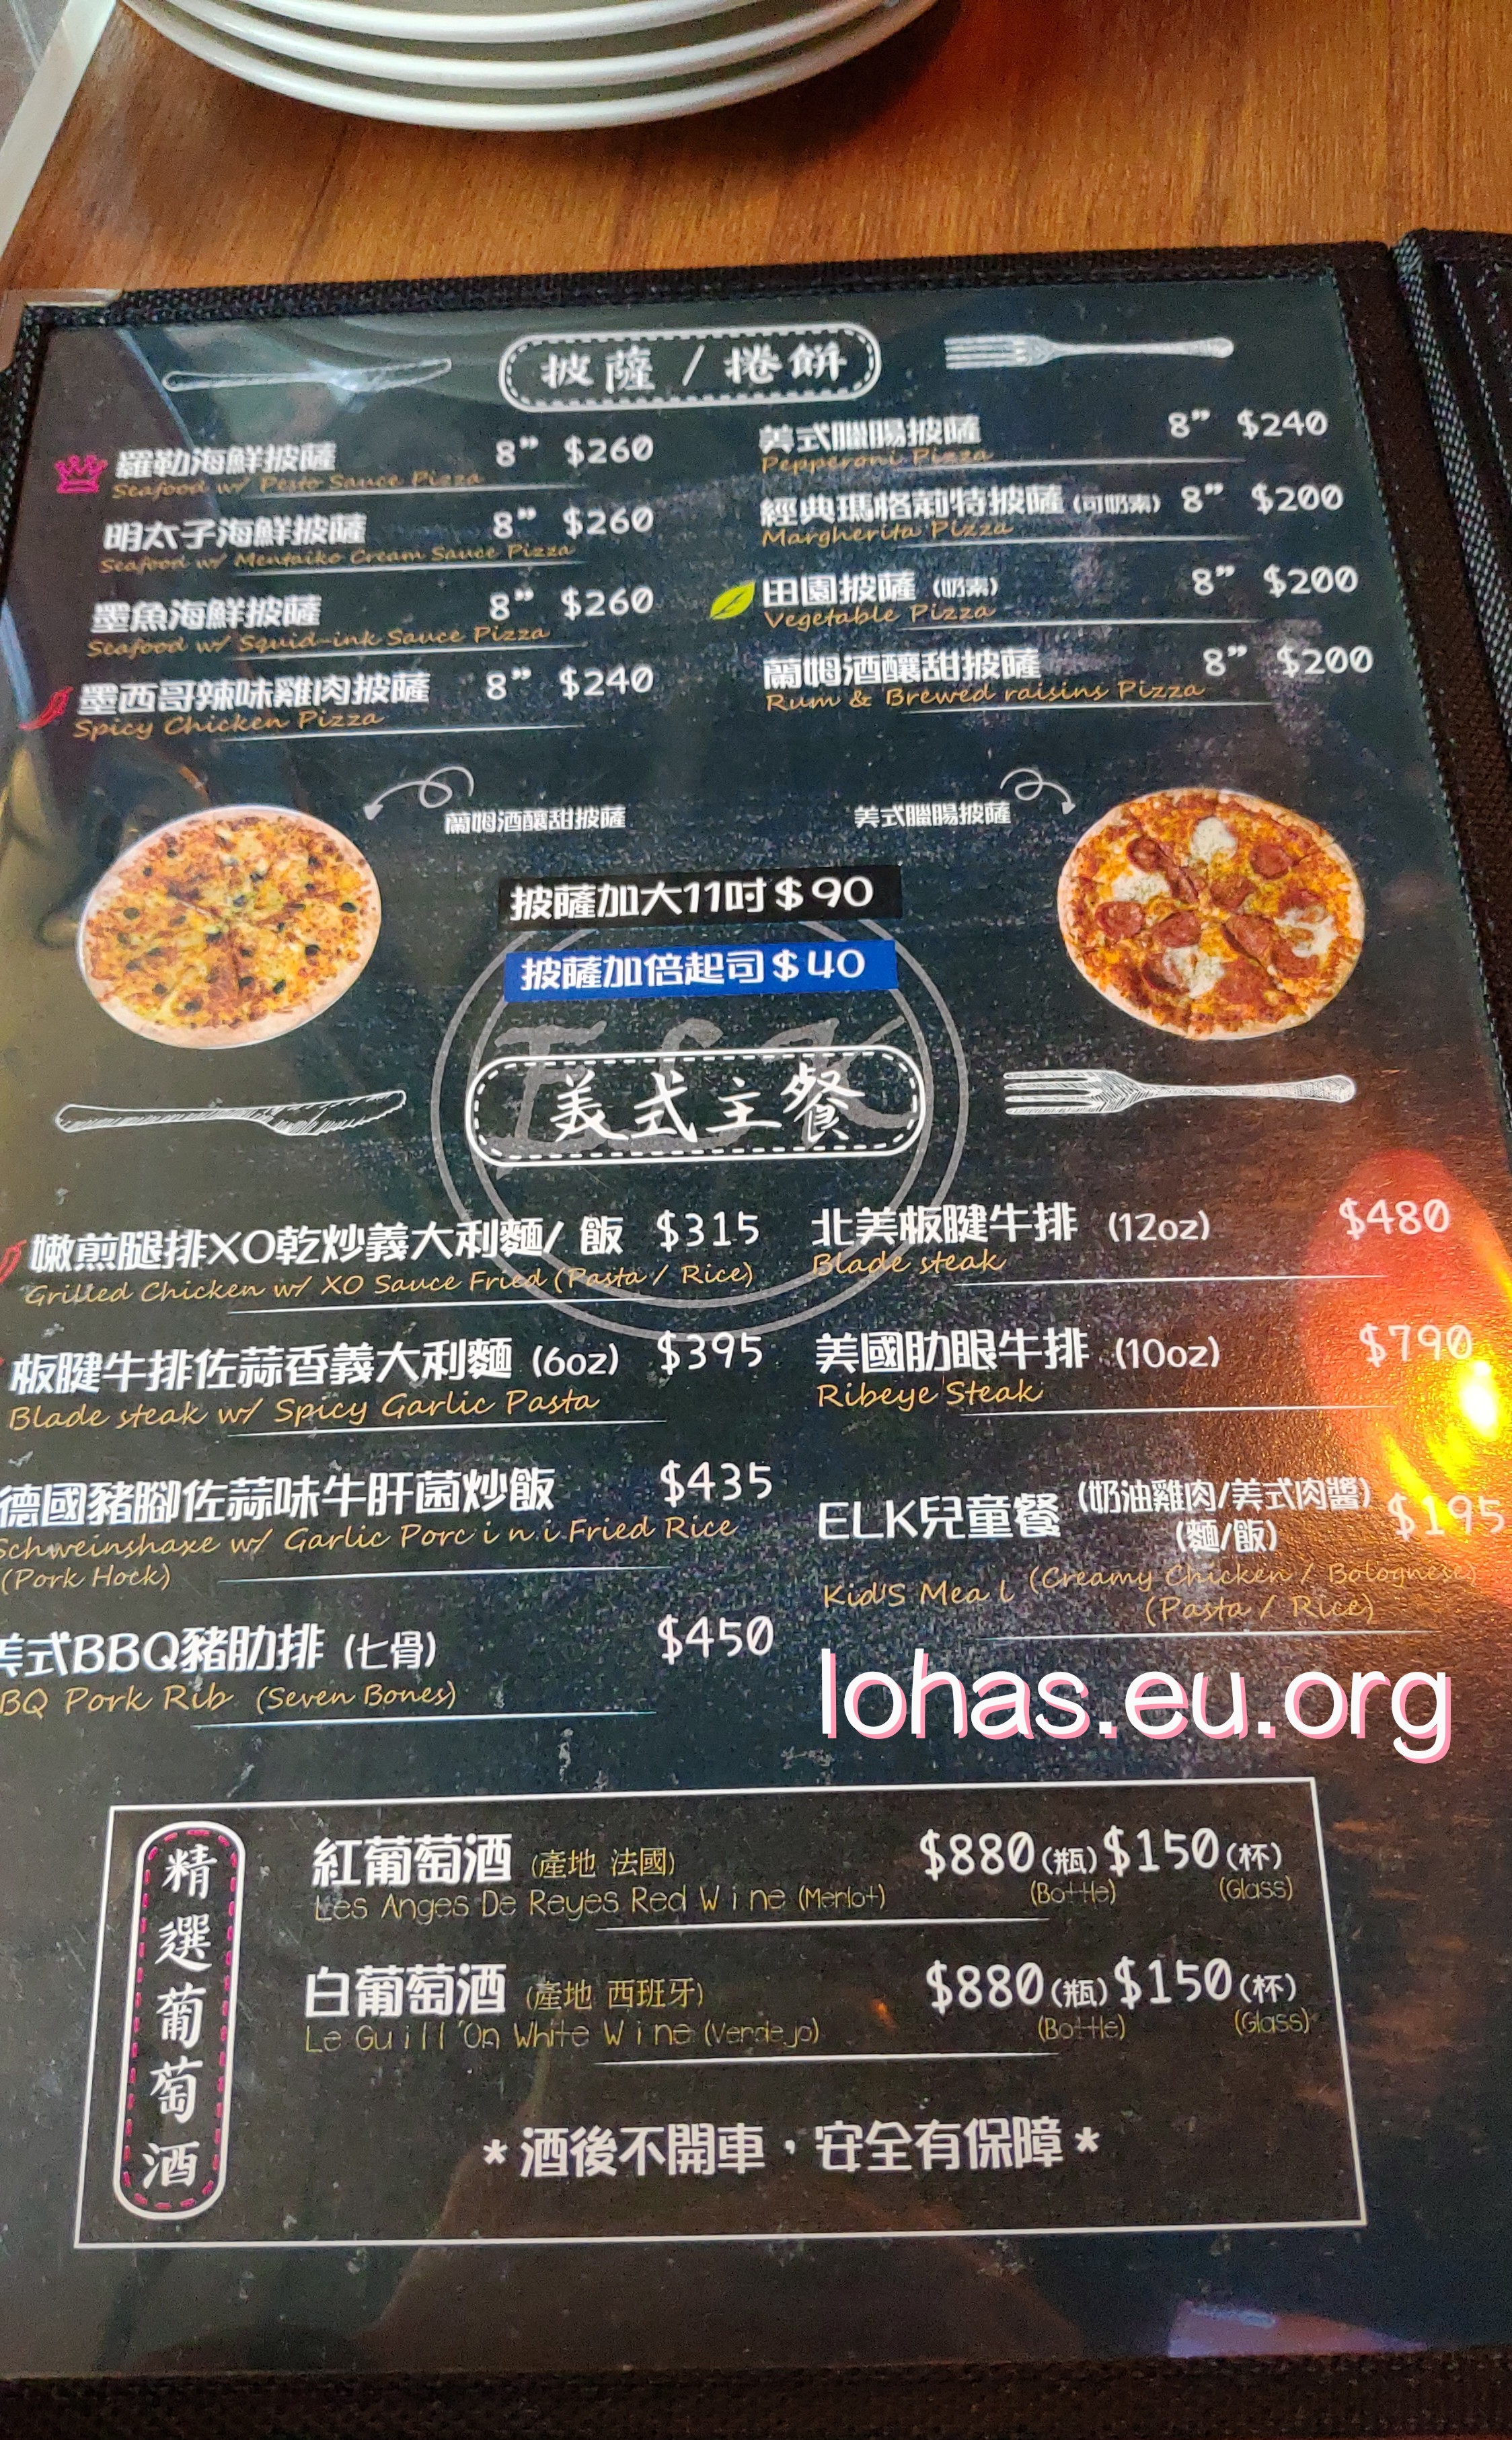 披薩 / 捲餅
羅勒海鮮披薩 8” $260
Seafood w/ Pesto Sauce Pizza
明太子海鮮披薩 8” $260
Seafood w/ Mentaiko Cream Sauce Pizza
墨魚海鮮披薩 8” $260
Seafood w/ Squid-ink Sauce Pizza
墨西哥辣味雞肉披薩 8” $240
Spicy Chicken Pizza
美式臘腸披薩 8” $240
Pepperoni Pizza
經典瑪格莉特披薩 (可奶素) 8” $200
Margherita Pizza
田園披薩 (奶素) 8” $200
Vegetable Pizza
蘭姆酒釀甜披薩 8” $200
Rum & Brewed raisins Pizza
蘭姆酒釀甜披薩
美式臘腸披薩
披薩加大11吋$90
披薩加倍起司$40
ELK
美式主餐
嫩煎腿排XO乾炒義大利麵/ 飯 $315
Grilled Chicken w/ XO Sauce Fried (Pasta / Rice)
板腱牛排佐蒜香義大利麵 (6oz) $395
Blade steak w/ Spicy Garlic Pasta
德國豬腳佐蒜味牛肝菌炒飯 $435
Schweinshaxe w/ Garlic Porcini Fried Rice
(Pork Hock)
美式BBQ豬肋排 (七骨) $450
BQ Pork Rib (Seven Bones)
北美板腱牛排 (12oz) $480
Blade steak
美國肋眼牛排 (10oz) $790
Ribeye Steak
ELK兒童餐 (奶油雞肉/美式肉醬) $195
(麵/飯)
Kid'S Meal (Creamy Chicken / Bolognese)
(Pasta / Rice)
lohas.eu.org
精選葡萄酒
紅葡萄酒 (產地 法國) $880(瓶) $150(杯)
Les Anges De Reyes Red Wine (Merlot) (Bottle) (Glass)
白葡萄酒 (產地 西班牙) $880(瓶) $150(杯)
Le Guill'On White Wine (Verdejo) (Bottle) (Glass)
*酒後不開車，安全有保障*